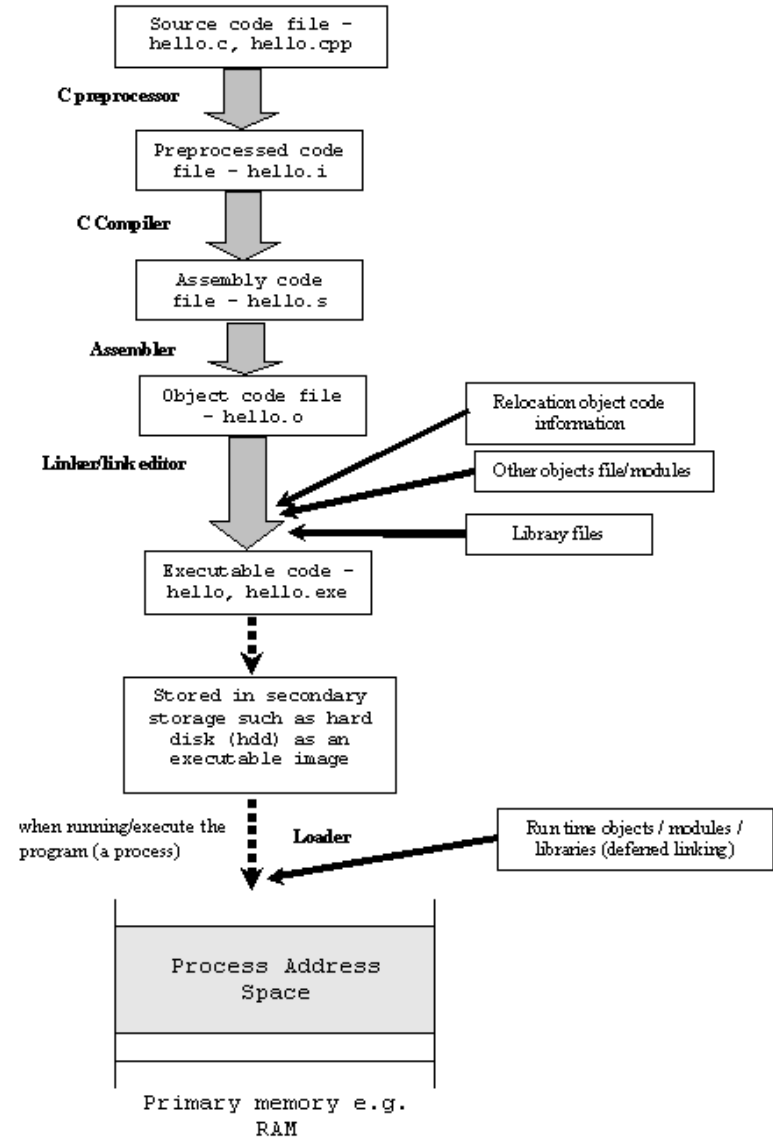 Source code file -
hello.c, hello.cpp
C preprocessor
Preprocessed code
file - hello.i
C Compiler
Assembly code
file - hello.s
Assembler
Object code file
- hello.o
Relocation object code
information
Linker/link editor
Other objects file/modules
Library files
Executable code -
hello, hello.exe
Stored in secondary
storage such as hard
disk (hdd) as an
executable image
when running/execute the
program (a process)
Loader
Run time objects / modules /
libraries (deferred linking)
Process Address
Space
Primary memory e.g.
RAM